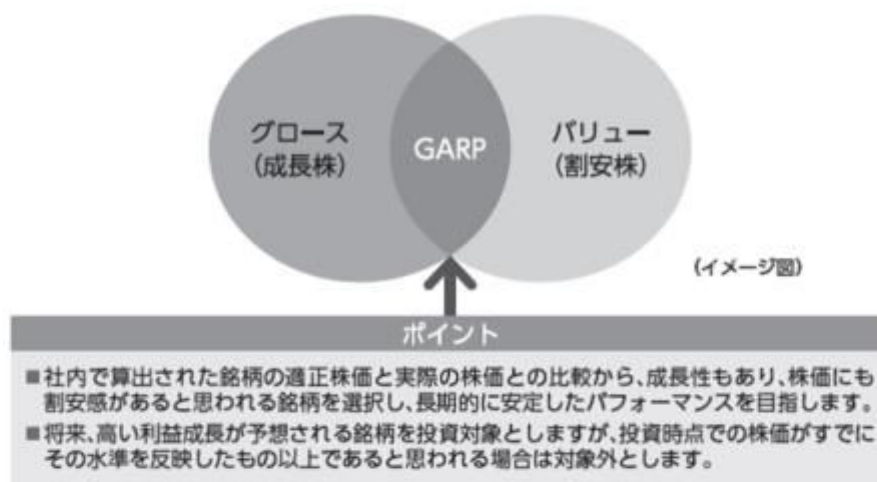 グロース
(成長株)
GARP
バリュー
(割安株)
(イメージ図)
ポイント
■社内で算出された銘柄の適正株価と実際の株価との比較から、成長性もあり、株価にも
割安感があると思われる銘柄を選択し、長期的に安定したパフォーマンスを目指します。
■将来、高い利益成長が予想される銘柄を投資対象としますが、投資時点での株価がすでに
その水準を反映したもの以上であると思われる場合は対象外とします。